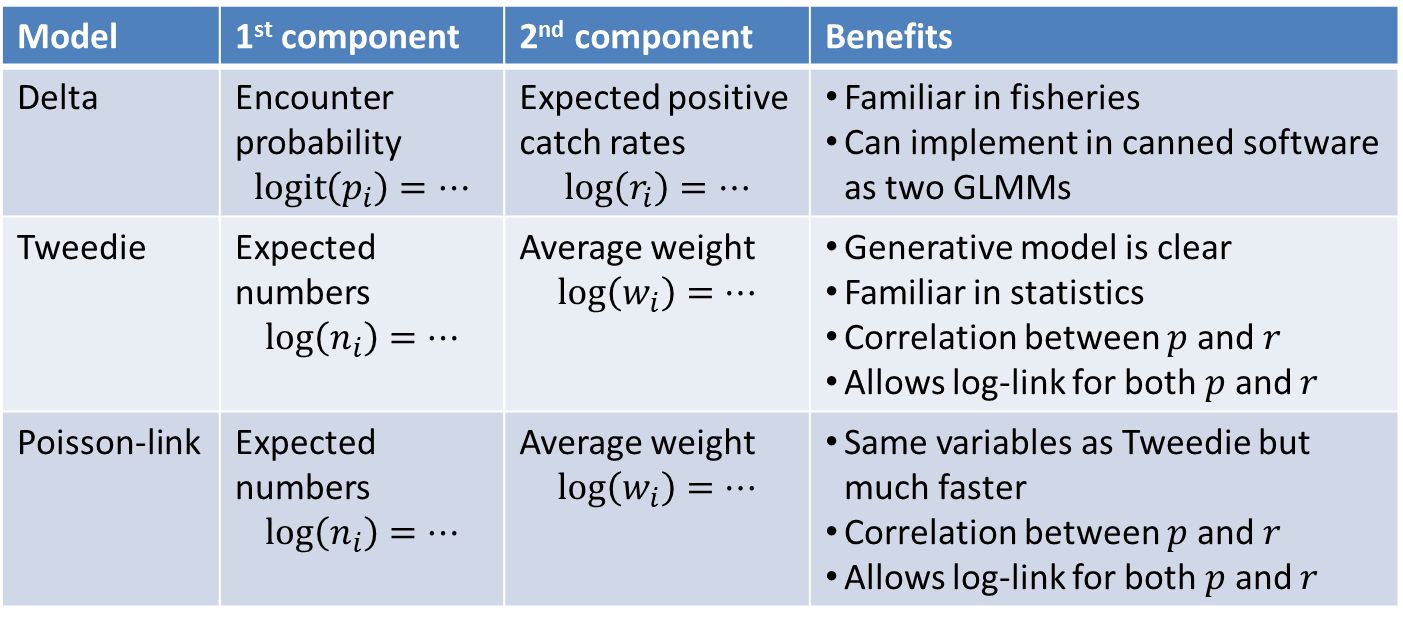 Model 1st component 2nd component Benefits
Delta
Encounter
probability
logit(𝑝ᵢ) = ⋯
Expected positive
catch rates
log(𝑟ᵢ) = ⋯
• Familiar in fisheries
• Can implement in canned software
as two GLMMs
Tweedie
Expected
numbers
log(𝑛ᵢ) = ⋯
Average weight
log(𝑤ᵢ) = ⋯
• Generative model is clear
• Familiar in statistics
• Correlation between 𝑝 and 𝑟
• Allows log-link for both 𝑝 and 𝑟
Poisson-link
Expected
numbers
log(𝑛ᵢ) = ⋯
Average weight
log(𝑤ᵢ) = ⋯
• Same variables as Tweedie but
much faster
• Correlation between 𝑝 and 𝑟
• Allows log-link for both 𝑝 and 𝑟